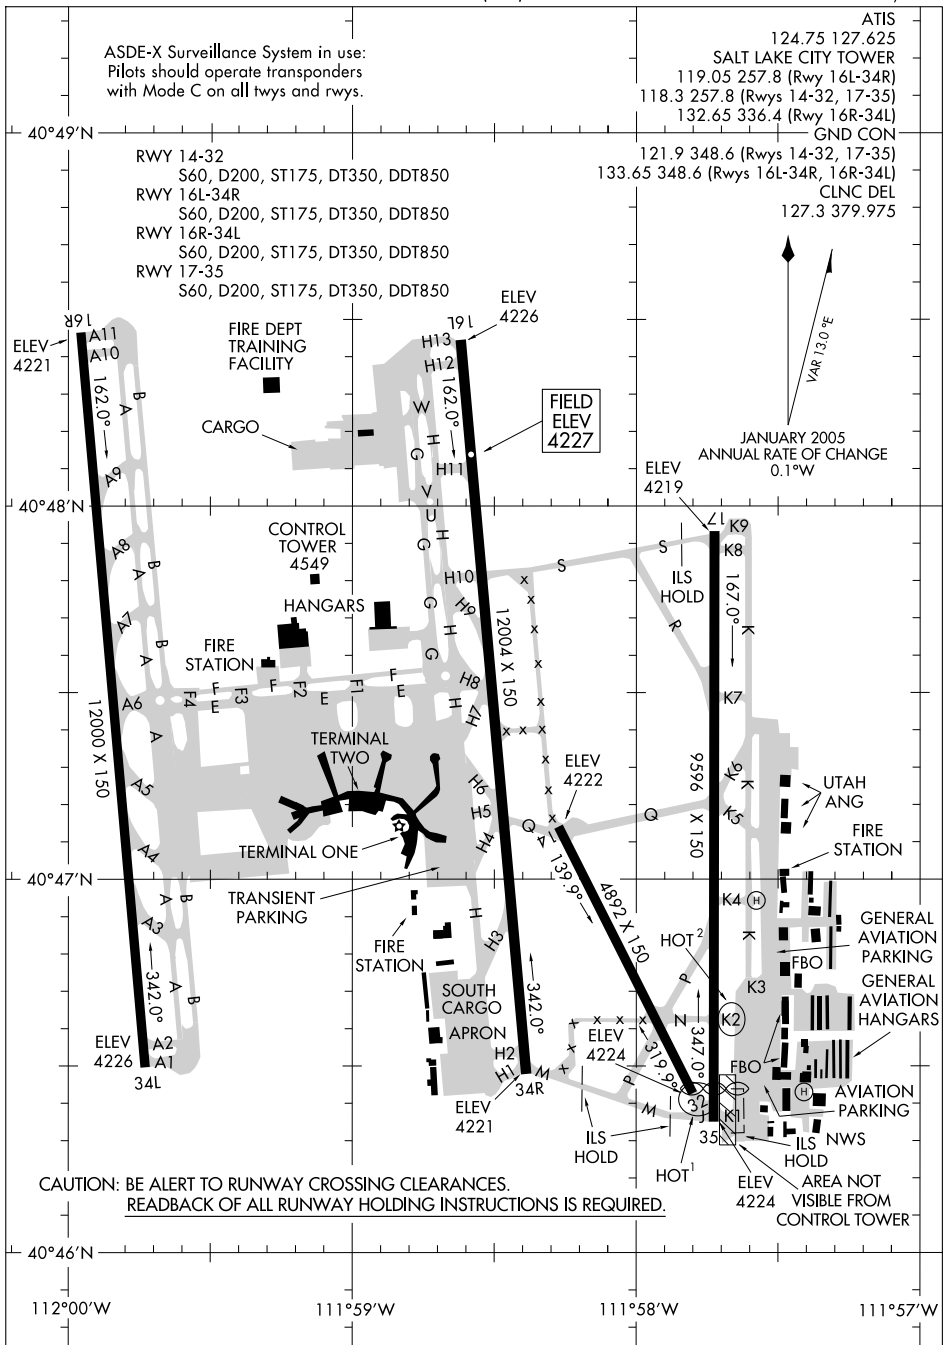 ATIS
124.75 127.625
SALT LAKE CITY TOWER
119.05 257.8 (Rwy 16L-34R)
118.3 257.8 (Rwys 14-32, 17-35)
132.65 336.4 (Rwy 16R-34L)
GND CON
121.9 348.6 (Rwys 14-32, 17-35)
133.65 348.6 (Rwys 16L-34R, 16R-34L)
CLNC DEL
127.3 379.975
ASDE-X Surveillance System in use:
Pilots should operate transponders
with Mode C on all twys and rwys.
40°49'N
RWY 14-32
S60, D200, ST175, DT350, DDT850
RWY 16L-34R
S60, D200, ST175, DT350, DDT850
RWY 16R-34L
S60, D200, ST175, DT350, DDT850
RWY 17-35
S60, D200, ST175, DT350, DDT850
VAR 13.0 °E
JANUARY 2005
ANNUAL RATE OF CHANGE
0.1°W
16R
A11
A10
ELEV
4221
162.0°
B
A
A9
FIRE DEPT
TRAINING
FACILITY
CARGO
16L
ELEV
4226
H13
H12
W
H
G
162.0°
H11
FIELD
ELEV
4227
ELEV
4219
40°48'N
V
U
H
G
17
K9
K8
S
S
ILS
HOLD
167.0°
A8
B
A
CONTROL
TOWER
4549
H10
x
x
H9
G
H
12004 X 150
x
R
K
A7
B
A
HANGARS
FIRE
STATION
G
x
F
F
F
E
E
E
F4
F3
F2
F1
H8
x
K7
A6
H
H7
12000 X 150
A
TERMINAL
TWO
x
x
x
x
A5
H6
ELEV
4222
x
9596 X 150
K6
K
UTAH
ANG
H5
x
Q
Q
K5
14
FIRE
STATION
TERMINAL ONE
H4
A4
40°47'N
TRANSIENT
PARKING
139.9°
4892 X 150
K4
H
A
B
A3
H
H3
HOT²
K
GENERAL
AVIATION
PARKING
FIRE
STATION
FBO
342.0°
A
B
SOUTH
CARGO
APRON
342.0°
P
K3
GENERAL
AVIATION
HANGARS
x
x
x
x
N
K2
ELEV
4226
A2
A1
34L
H2
H1
34R
M
x
x
x
ELEV
4224
319.9°
347.0°
FBO
P
32
H
ELEV
4221
M
K1
AVIATION
PARKING
ILS
HOLD
35
HOT¹
ILS
HOLD
NWS
ELEV
4224
AREA NOT
VISIBLE FROM
CONTROL TOWER
CAUTION: BE ALERT TO RUNWAY CROSSING CLEARANCES.
READBACK OF ALL RUNWAY HOLDING INSTRUCTIONS IS REQUIRED.
40°46'N
112°00'W
111°59'W
111°58'W
111°57'W